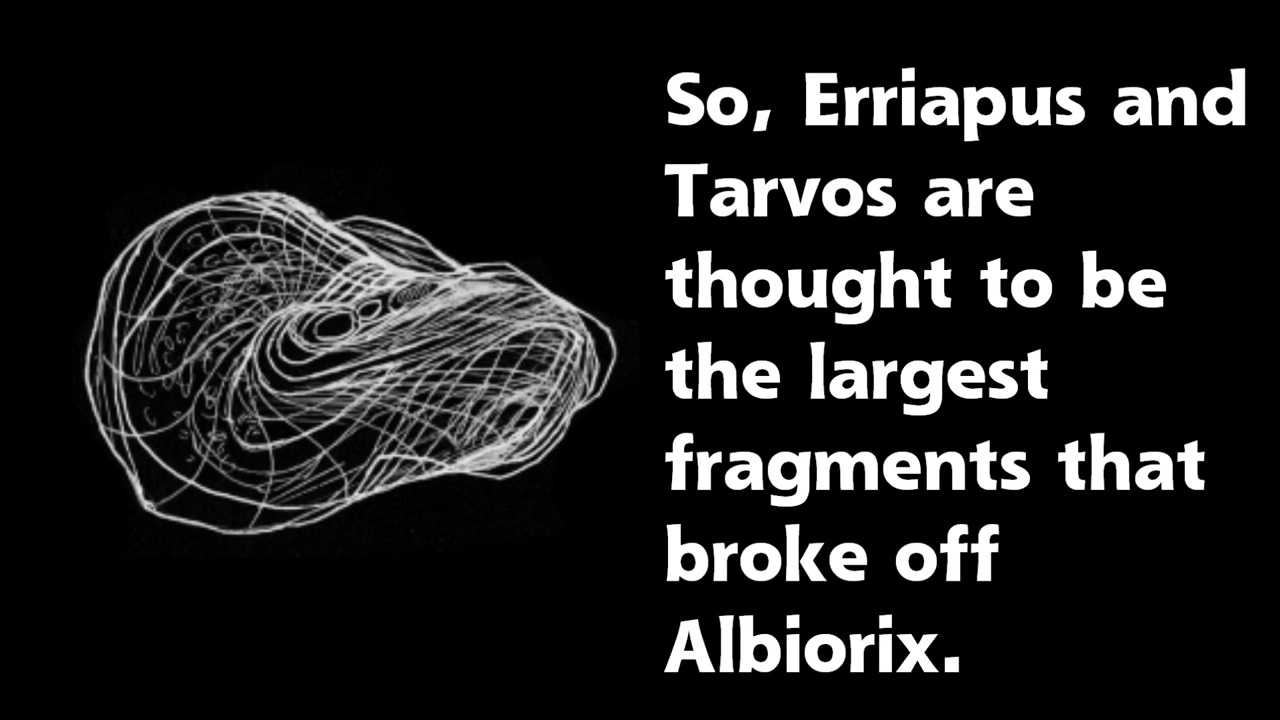 So, Erriapus and
Tarvos are
thought to be
the largest
fragments that
broke off
Albiorix.